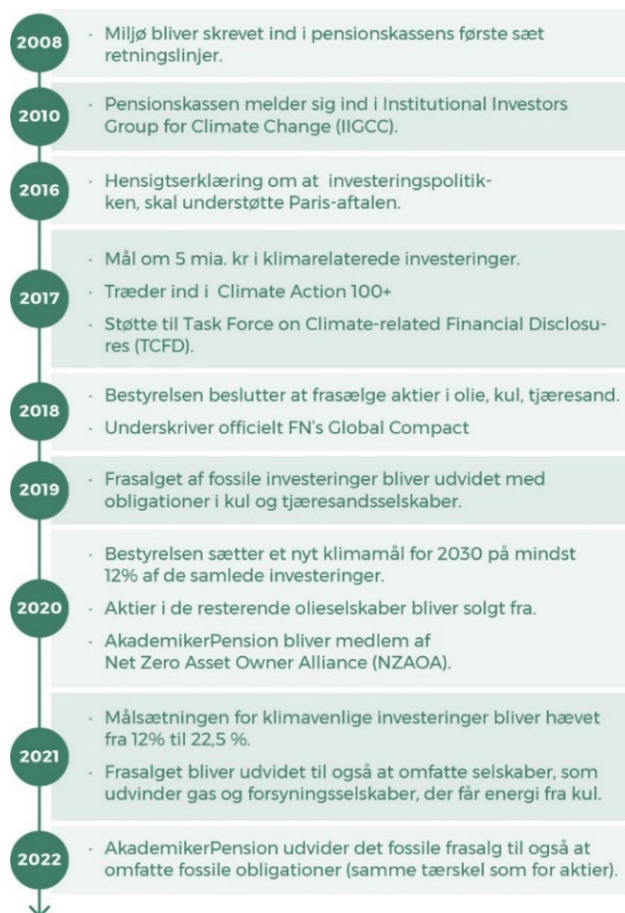 2008
· Miljø bliver skrevet ind i pensionskassens første sæt
retningslinjer.
2010
· Pensionskassen melder sig ind i Institutional Investors
Group for Climate Change (IIGCC).
2016
· Hensigtserklæring om at investeringspolitik-
ken, skal understøtte Paris-aftalen.
2017
· Mål om 5 mia. kr i klimarelaterede investeringer.
· Træder ind i Climate Action 100+
· Støtte til Task Force on Climate-related Financial Disclosu-
res (TCFD).
2018
· Bestyrelsen beslutter at frasælge aktier i olie, kul, tjæresand.
· Underskriver officielt FN's Global Compact
2019
· Frasalget af fossile investeringer bliver udvidet med
obligationer i kul og tjæresandsselskaber.
2020
· Bestyrelsen sætter et nyt klimamål for 2030 på mindst
12% af de samlede investeringer.
· Aktier i de resterende olieselskaber bliver solgt fra.
· AkademikerPension bliver medlem af
Net Zero Asset Owner Alliance (NZAOA).
2021
· Målsætningen for klimavenlige investeringer bliver hævet
fra 12% til 22,5 %.
· Frasalget bliver udvidet til også at omfatte selskaber, som
udvinder gas og forsyningsselskaber, der får energi fra kul.
2022
· AkademikerPension udvider det fossile frasalg til også at
omfatte fossile obligationer (samme tærskel som for aktier).